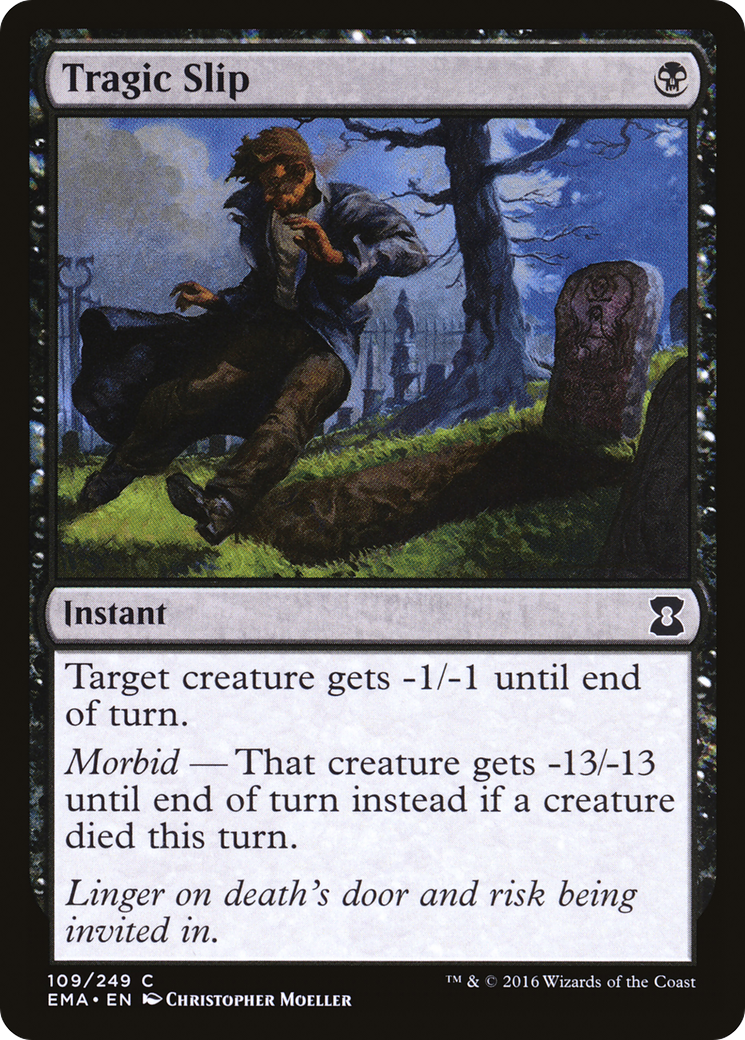 Tragic Slip
Instant
Target creature gets -1/-1 until end
of turn.
Morbid — That creature gets -13/-13
until end of turn instead if a creature
died this turn.
Linger on death's door and risk being
invited in.
109/249 C
™ & © 2016 Wizards of the Coast
EMA • EN Christopher Moeller